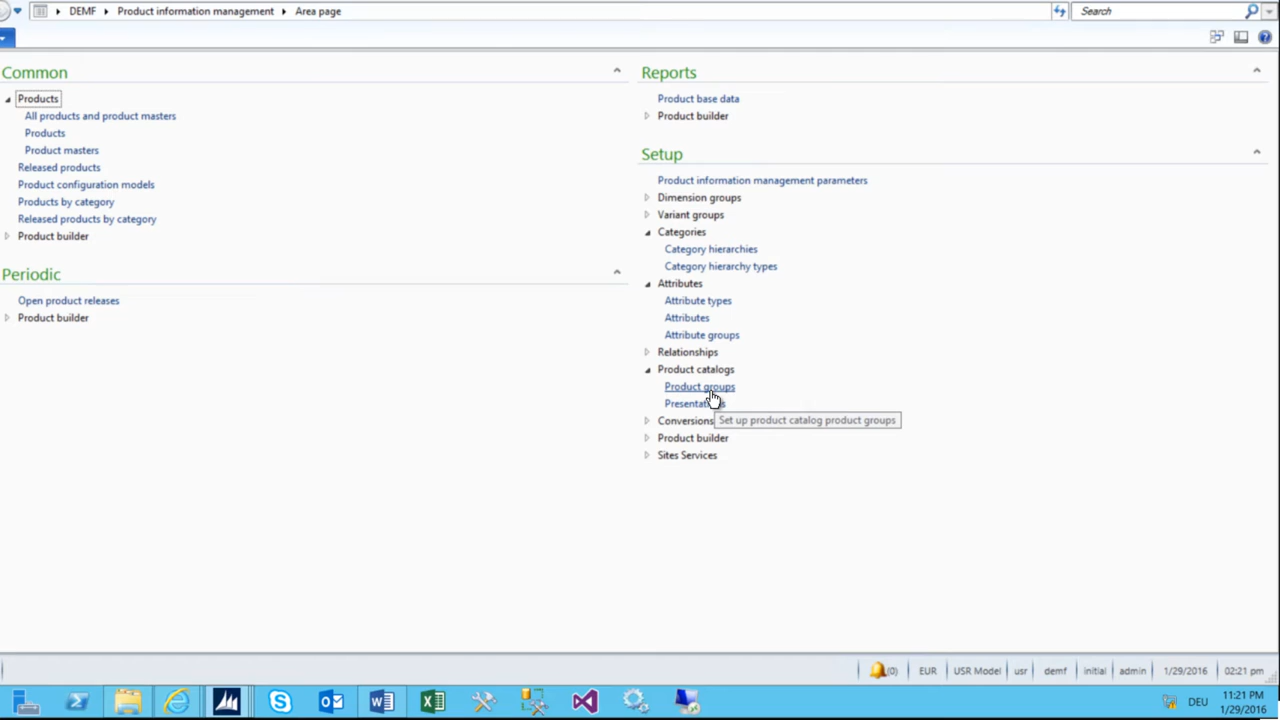 DEMF Product information management Area page
Search
Common
Products
All products and product masters
Products
Product masters
Released products
Product configuration models
Products by category
Released products by category
Product builder
Periodic
Open product releases
Product builder
Reports
Product base data
Product builder
Setup
Product information management parameters
Dimension groups
Variant groups
Categories
Category hierarchies
Category hierarchy types
Attributes
Attribute types
Attributes
Attribute groups
Relationships
Product catalogs
Product groups
Conversions
Set up product catalog product groups
Product builder
Sites Services
(0) EUR USR Model usr demf initial admin 1/29/2016 02:21 pm
DEU 11:21 PM
1/29/2016